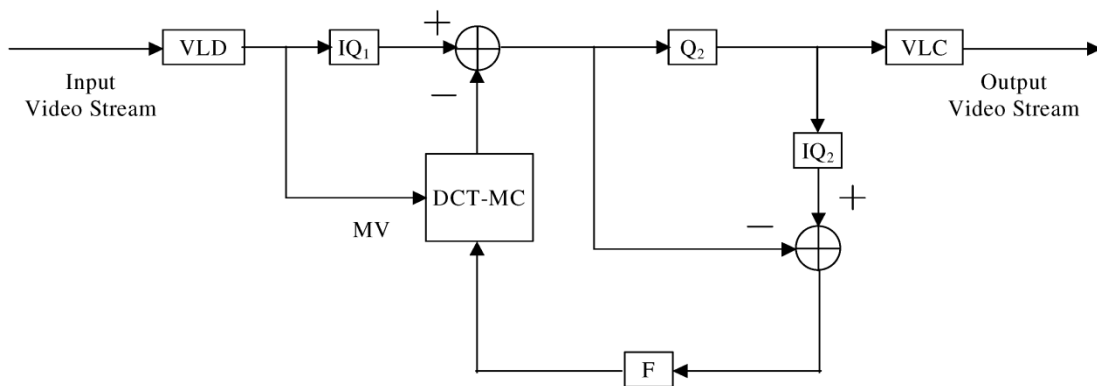 VLD
IQ₁
+
−
Q₂
VLC
Input
Video Stream
Output
Video Stream
IQ₂
+
−
DCT-MC
MV
F